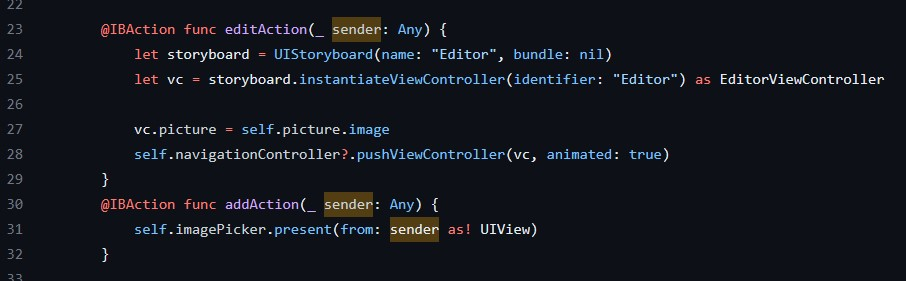 22
23 @IBAction func editAction(_ sender: Any) {
24 let storyboard = UIStoryboard(name: "Editor", bundle: nil)
25 let vc = storyboard.instantiateViewController(identifier: "Editor") as EditorViewController
26
27 vc.picture = self.picture.image
28 self.navigationController?.pushViewController(vc, animated: true)
29 }
30 @IBAction func addAction(_ sender: Any) {
31 self.imagePicker.present(from: sender as! UIView)
32 }
33